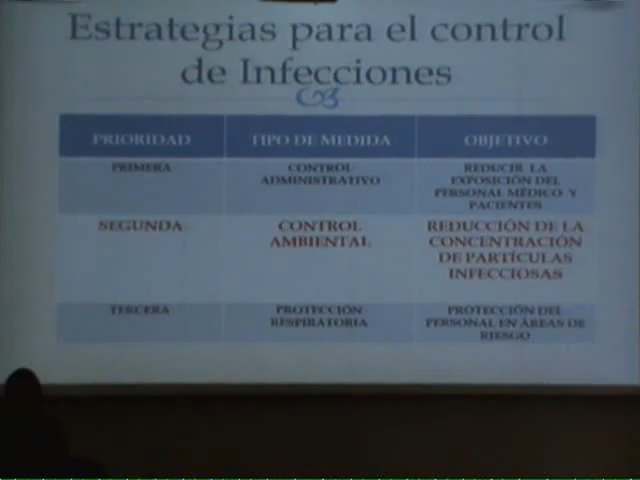 Estrategias para el control
de Infecciones
PRIORIDAD TIPO DE MEDIDA OBJETIVO
PRIMERA
CONTROL
ADMINISTRATIVO
REDUCIR LA
EXPOSICIÓN DEL
PERSONAL MÉDICO Y
PACIENTES
SEGUNDA
CONTROL
AMBIENTAL
REDUCCIÓN DE LA
CONCENTRACIÓN
DE PARTÍCULAS
INFECCIOSAS
TERCERA
PROTECCIÓN
RESPIRATORIA
PROTECCIÓN DEL
PERSONAL EN ÁREAS DE
RIESGO